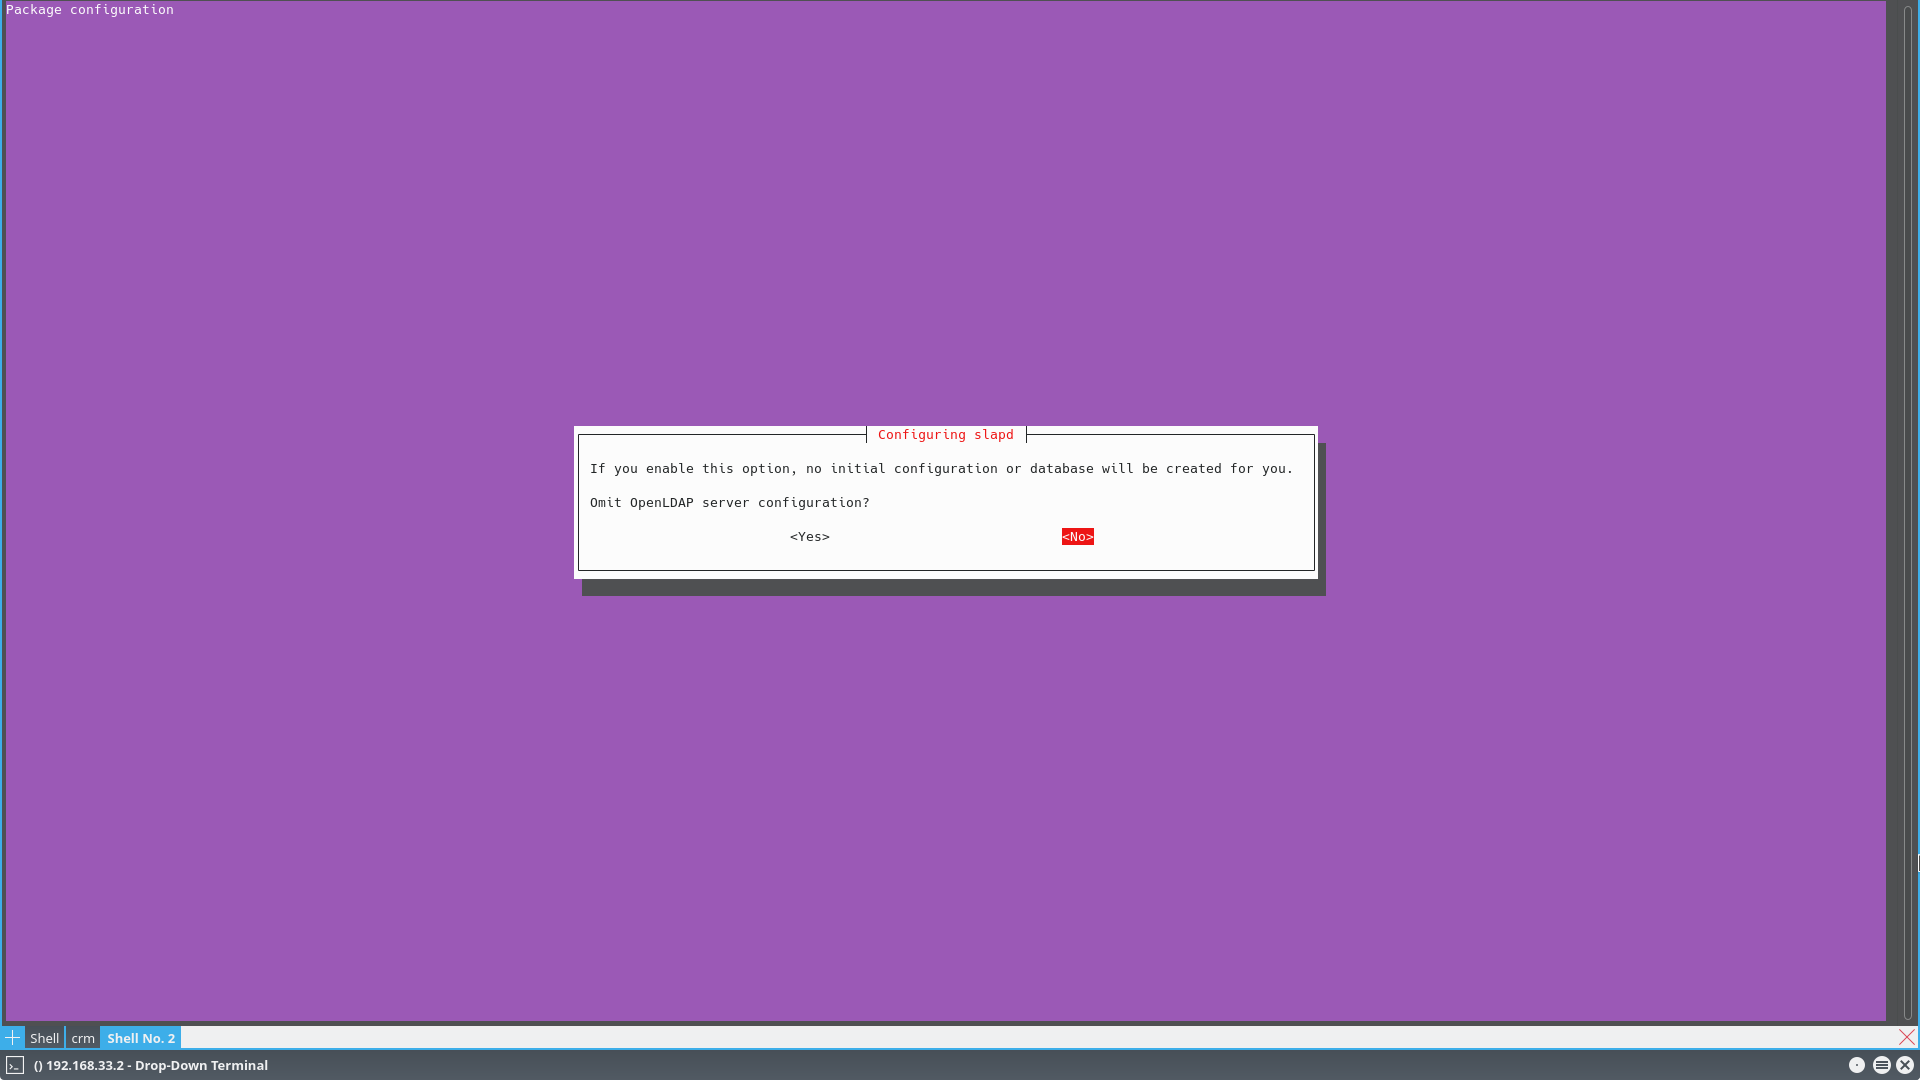 Package configuration
Configuring slapd
If you enable this option, no initial configuration or database will be created for you.
Omit OpenLDAP server configuration?
<Yes> <No>
Shell crm Shell No. 2
() 192.168.33.2 - Drop-Down Terminal